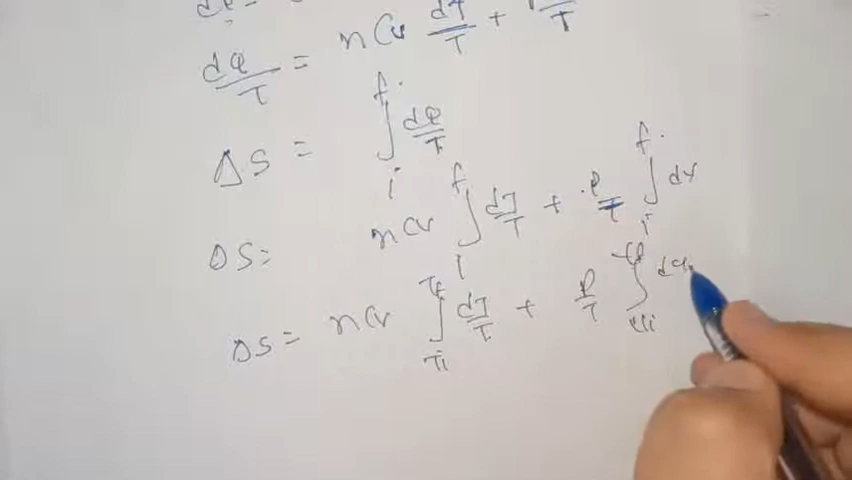 dQ =
dQ/T = nCv dT/T +
ΔS = ∫_i^f dQ/T
ΔS = nCv ∫_i^f dT/T + P/T ∫_i^f dV
ΔS = nCv ∫_Ti^Tf dT/T + P/T ∫_Vi^Vf dV